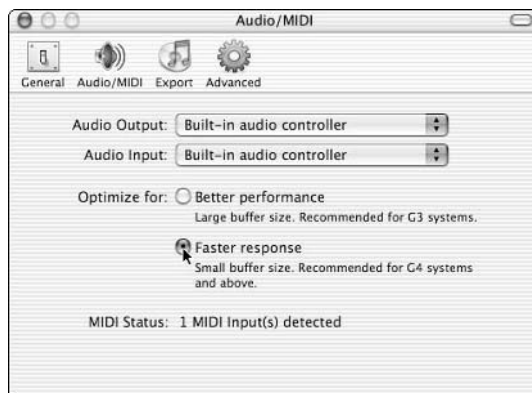 Audio/MIDI
General Audio/MIDI Export Advanced
Audio Output: Built-in audio controller
Audio Input: Built-in audio controller
Optimize for: Better performance
Large buffer size. Recommended for G3 systems.
Faster response
Small buffer size. Recommended for G4 systems
and above.
MIDI Status: 1 MIDI Input(s) detected